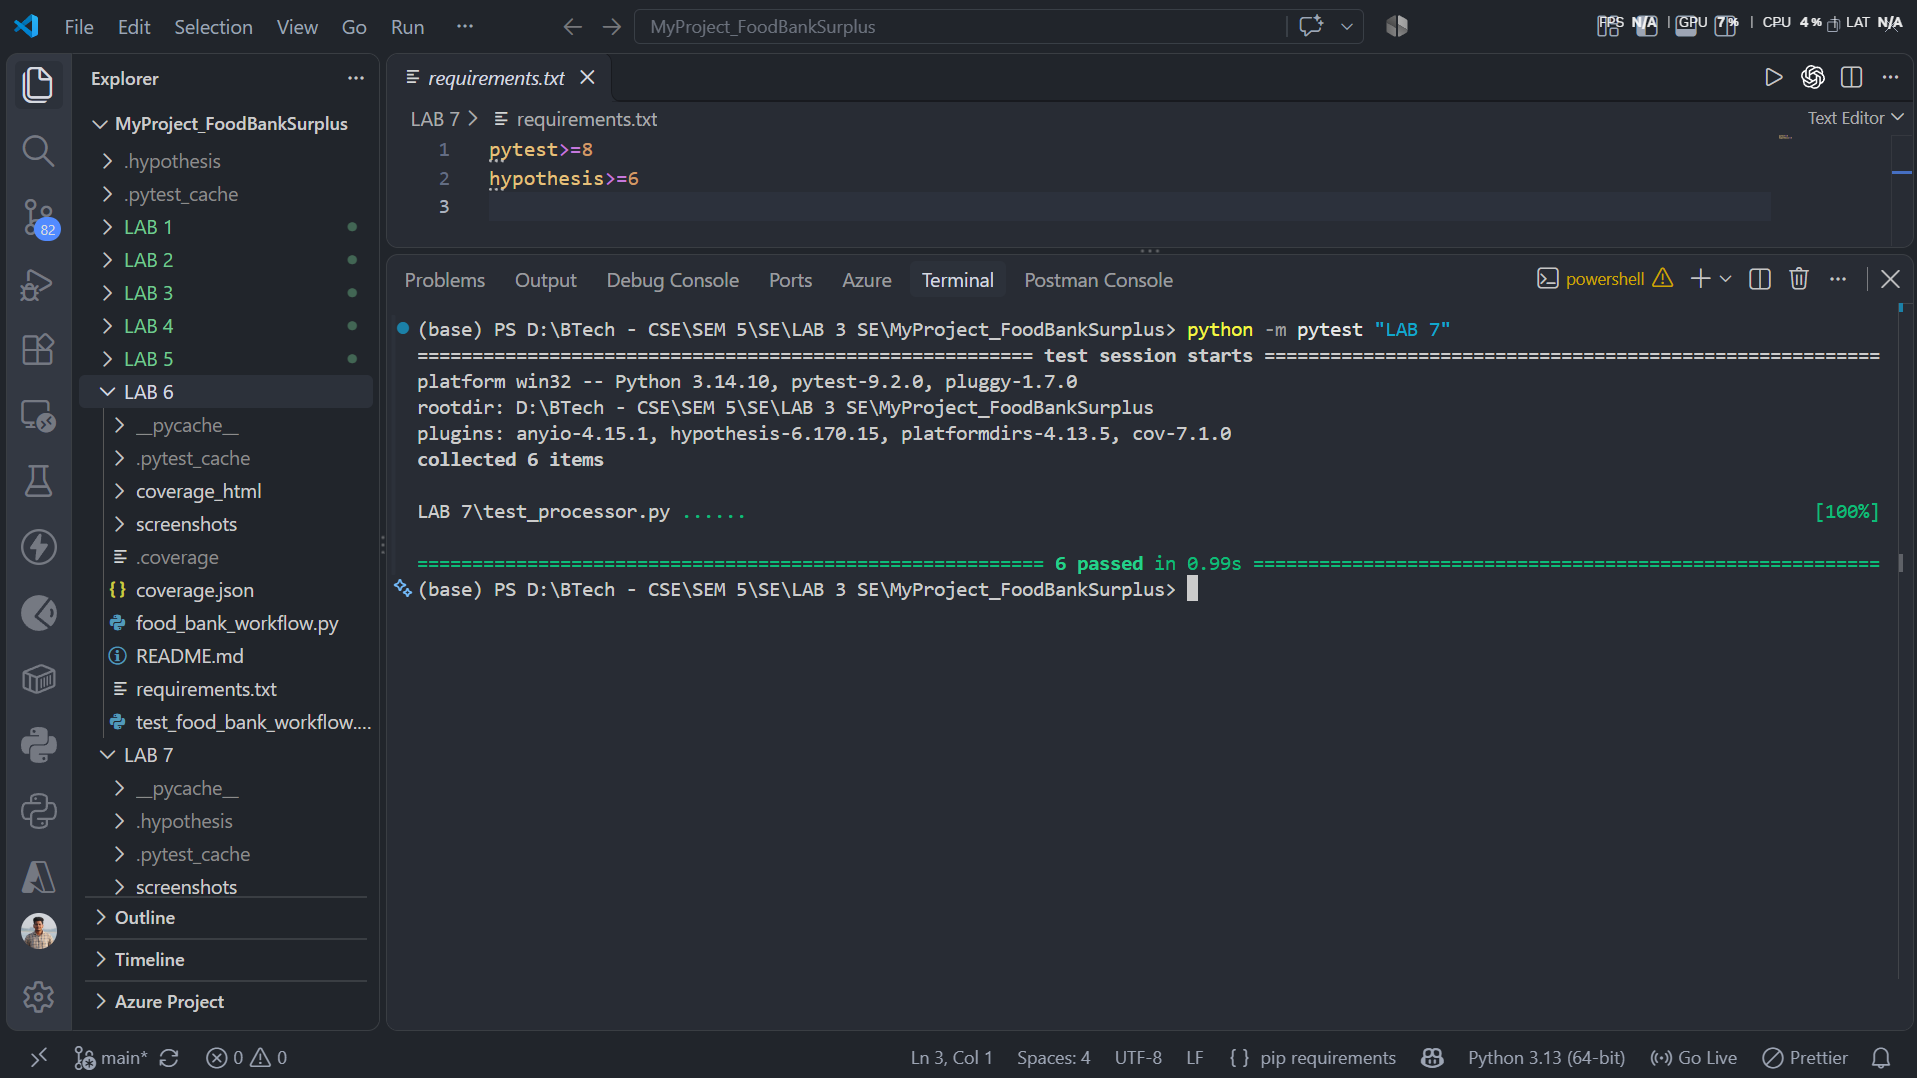 File Edit Selection View Go Run ··· MyProject_FoodBankSurplus FPS N/A | GPU 7% | CPU 4% LAT N/A
Explorer ···
MyProject_FoodBankSurplus
.hypothesis
.pytest_cache
LAB 1
LAB 2
LAB 3
LAB 4
LAB 5
LAB 6
__pycache__
.pytest_cache
coverage_html
screenshots
.coverage
{} coverage.json
food_bank_workflow.py
README.md
requirements.txt
test_food_bank_workflow....
LAB 7
__pycache__
.hypothesis
.pytest_cache
screenshots
Outline
Timeline
Azure Project
82
requirements.txt
LAB 7 > requirements.txt
Text Editor
1 pytest>=8
2 hypothesis>=6
3
Problems Output Debug Console Ports Azure Terminal Postman Console powershell
(base) PS D:\BTech - CSE\SEM 5\SE\LAB 3 SE\MyProject_FoodBankSurplus> python -m pytest "LAB 7"
======================================================== test session starts ========================================================
platform win32 -- Python 3.14.10, pytest-9.2.0, pluggy-1.7.0
rootdir: D:\BTech - CSE\SEM 5\SE\LAB 3 SE\MyProject_FoodBankSurplus
plugins: anyio-4.15.1, hypothesis-6.170.15, platformdirs-4.13.5, cov-7.1.0
collected 6 items
LAB 7\test_processor.py ...... [100%]
========================================================= 6 passed in 0.99s =========================================================
(base) PS D:\BTech - CSE\SEM 5\SE\LAB 3 SE\MyProject_FoodBankSurplus>
main* 0 0 Ln 3, Col 1 Spaces: 4 UTF-8 LF { } pip requirements Python 3.13 (64-bit) Go Live Prettier